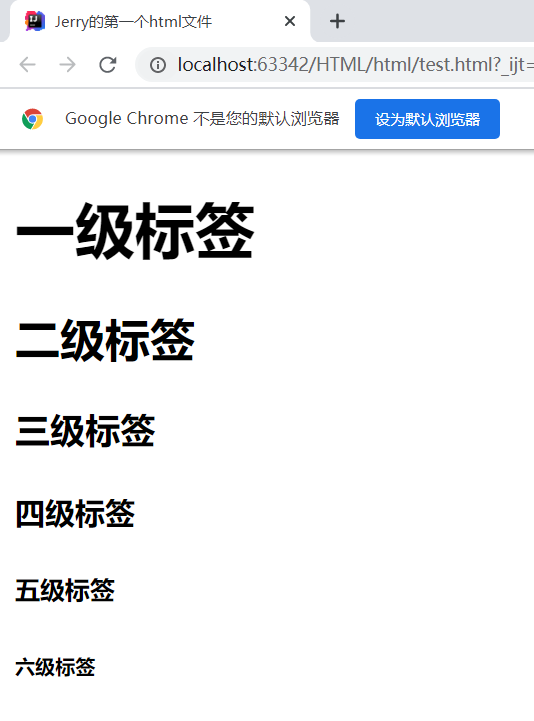 Jerry的第一个html文件
localhost:63342/HTML/html/test.html?_ijt=
Google Chrome 不是您的默认浏览器 设为默认浏览器
一级标签
二级标签
三级标签
四级标签
五级标签
六级标签